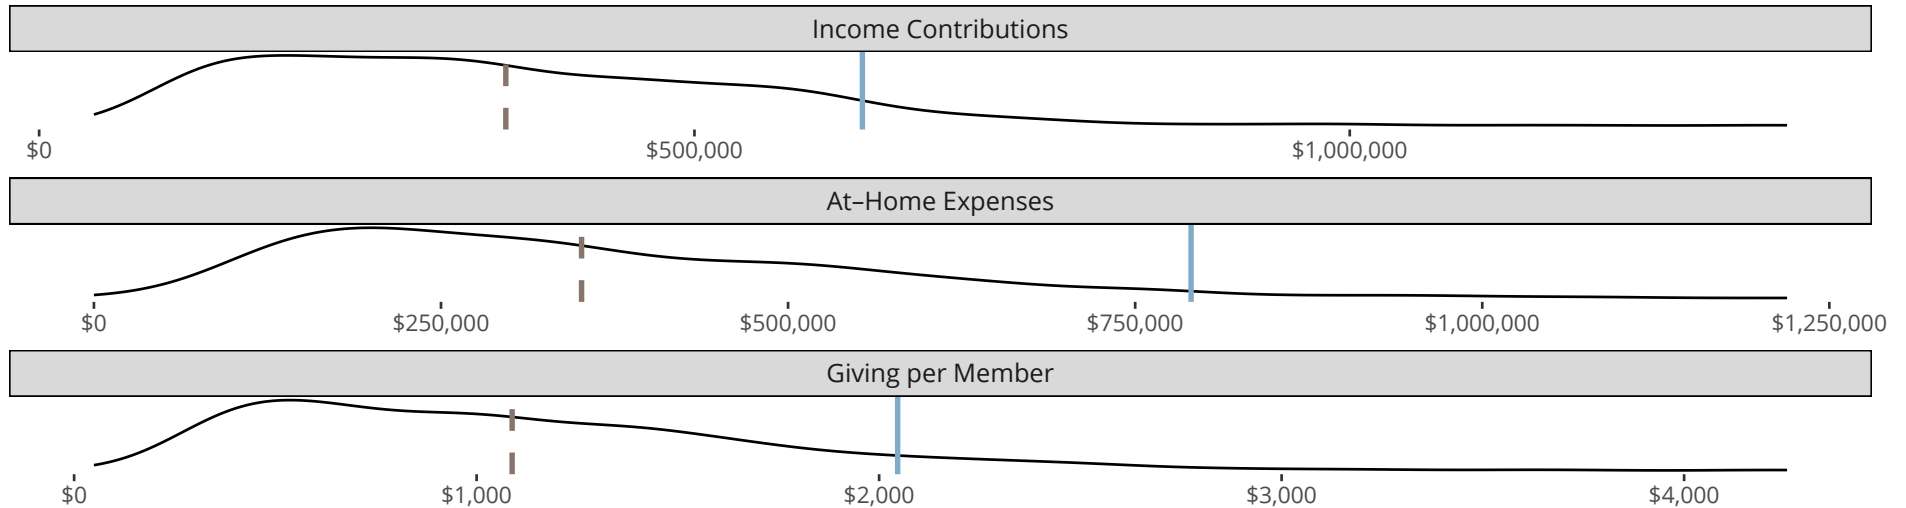 Income Contributions
$0 $500,000 $1,000,000
At–Home Expenses
$0 $250,000 $500,000 $750,000 $1,000,000 $1,250,000
Giving per Member
$0 $1,000 $2,000 $3,000 $4,000